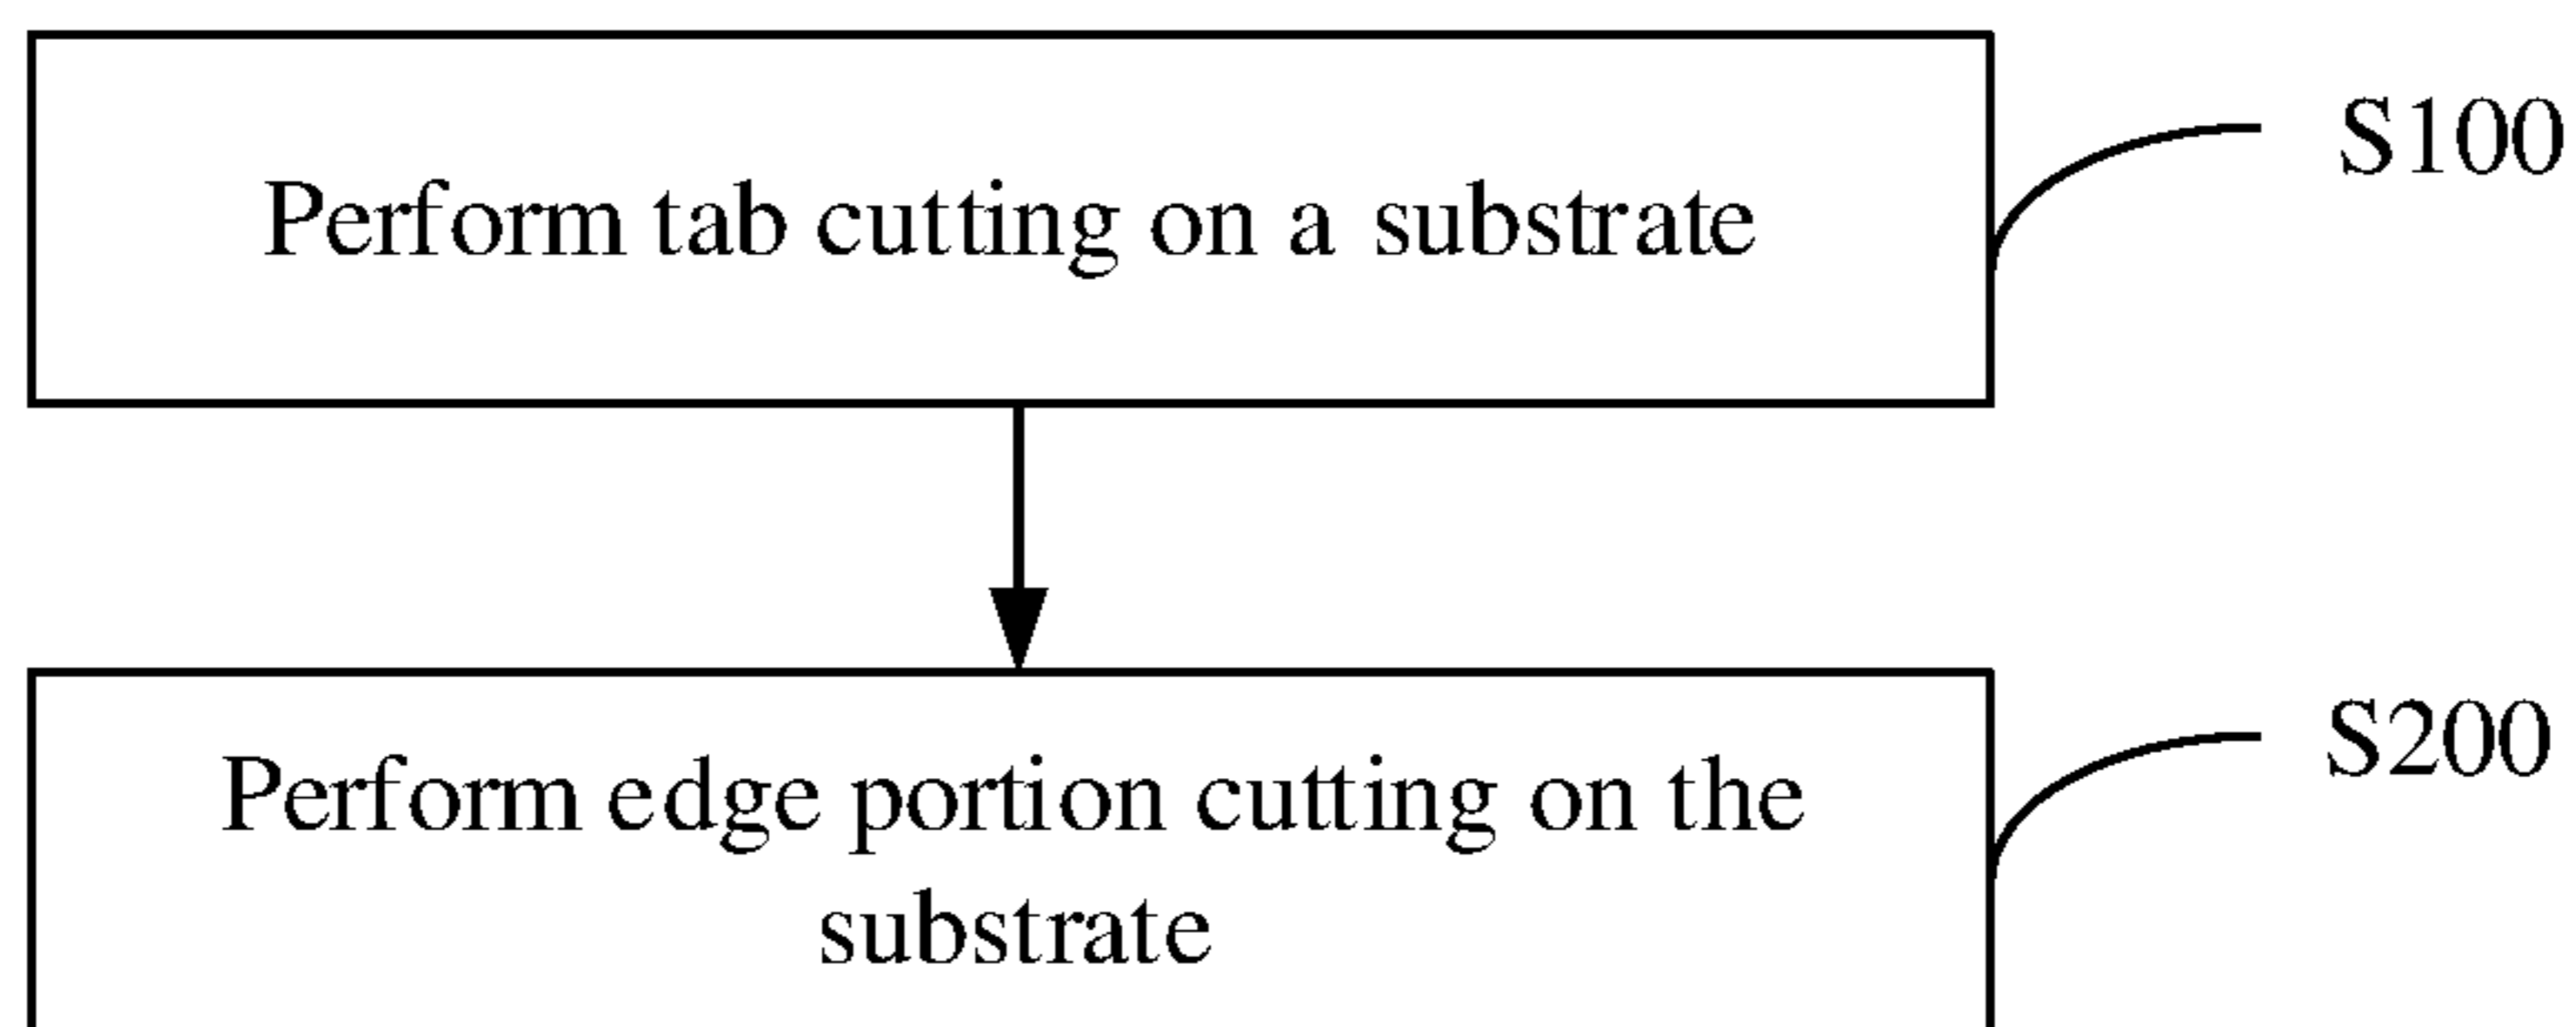 Perform tab cutting on a substrate
S100
Perform edge portion cutting on the
substrate
S200